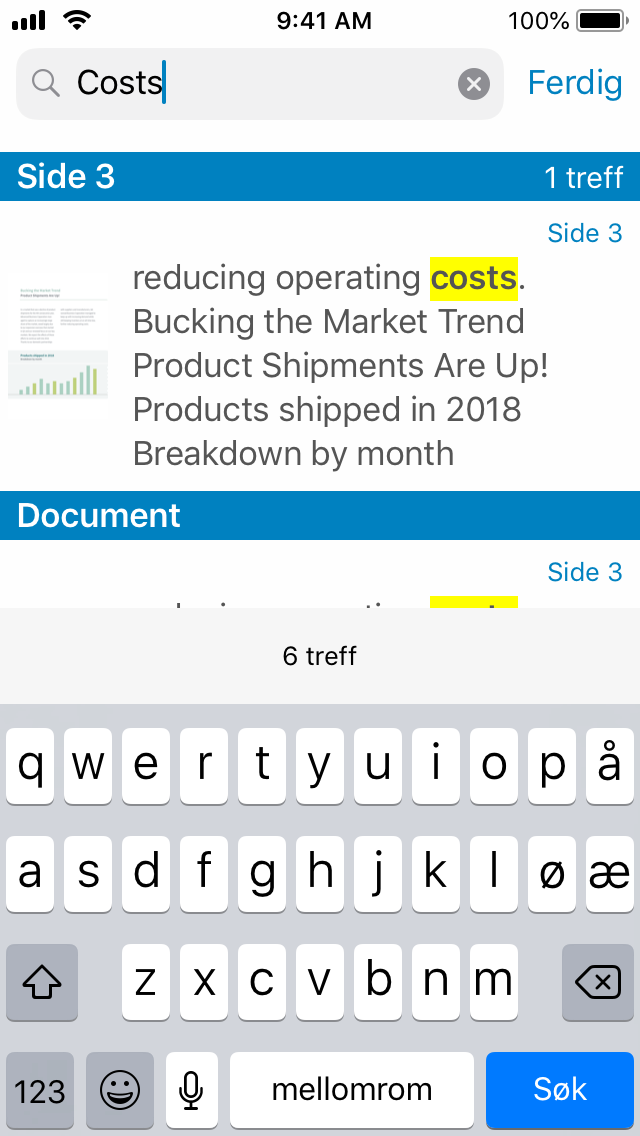 9:41 AM 100%
Costs Ferdig
Side 3 1 treff
Side 3
Bucking the Market Trend
Product Shipments Are Up!
Products shipped in 2018
reducing operating costs.
Bucking the Market Trend
Product Shipments Are Up!
Products shipped in 2018
Breakdown by month
Document
Side 3
6 treff
q w e r t y u i o p å
a s d f g h j k l ø æ
z x c v b n m
123 mellomrom Søk